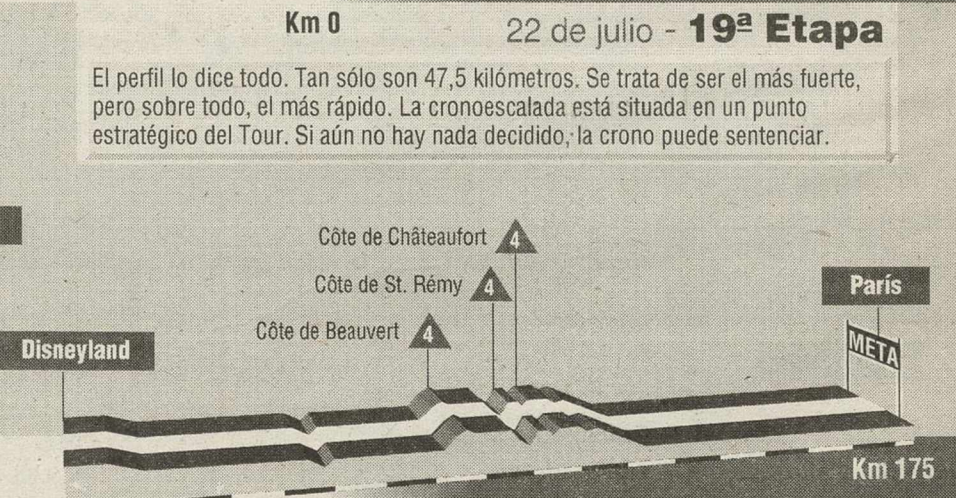 Km 0
22 de julio - 19ª Etapa
El perfil lo dice todo. Tan sólo son 47,5 kilómetros. Se trata de ser el más fuerte,
pero sobre todo, el más rápido. La cronoescalada está situada en un punto
estratégico del Tour. Si aún no hay nada decidido, la crono puede sentenciar.
Côte de Châteaufort 4
Côte de St. Rémy 4
Côte de Beauvert 4
Disneyland
París
META
Km 175